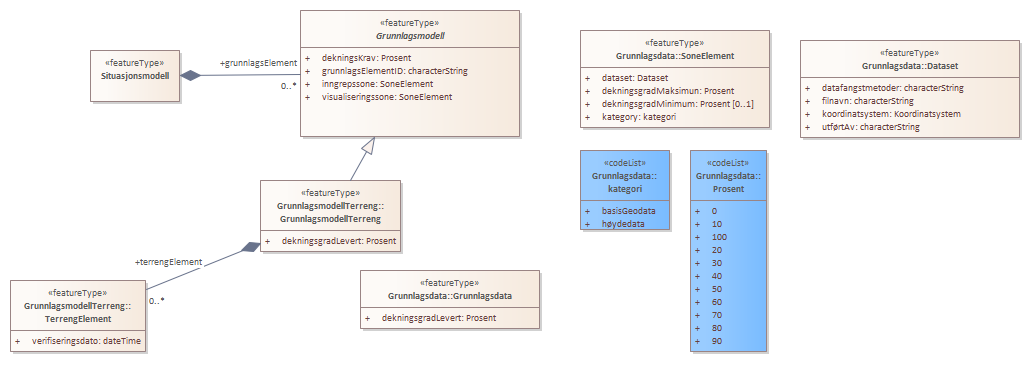 «featureType»
Situasjonsmodell
+grunnlagsElement
0..*
«featureType»
Grunnlagsmodell
+ dekningsKrav: Prosent
+ grunnlagsElementID: characterString
+ inngrepssone: SoneElement
+ visualiseringssone: SoneElement
«featureType»
Grunnlagsdata::SoneElement
+ dataset: Dataset
+ dekningsgradMaksimun: Prosent
+ dekningsgradMinimum: Prosent [0..1]
+ kategory: kategori
«featureType»
Grunnlagsdata::Dataset
+ datafangstmetoder: characterString
+ filnavn: characterString
+ koordinatsystem: Koordinatsystem
+ utførtAv: characterString
«codeList»
Grunnlagsdata::
kategori
+ basisGeodata
+ høydedata
«codeList»
Grunnlagsdata::
Prosent
+ 0
+ 10
+ 100
+ 20
+ 30
+ 40
+ 50
+ 60
+ 70
+ 80
+ 90
«featureType»
GrunnlagsmodellTerreng::
GrunnlagsmodellTerreng
+ dekningsgradLevert: Prosent
+terrengElement
0..*
«featureType»
GrunnlagsmodellTerreng::
TerrengElement
+ verifiseringsdato: dateTime
«featureType»
Grunnlagsdata::Grunnlagsdata
+ dekningsgradLevert: Prosent